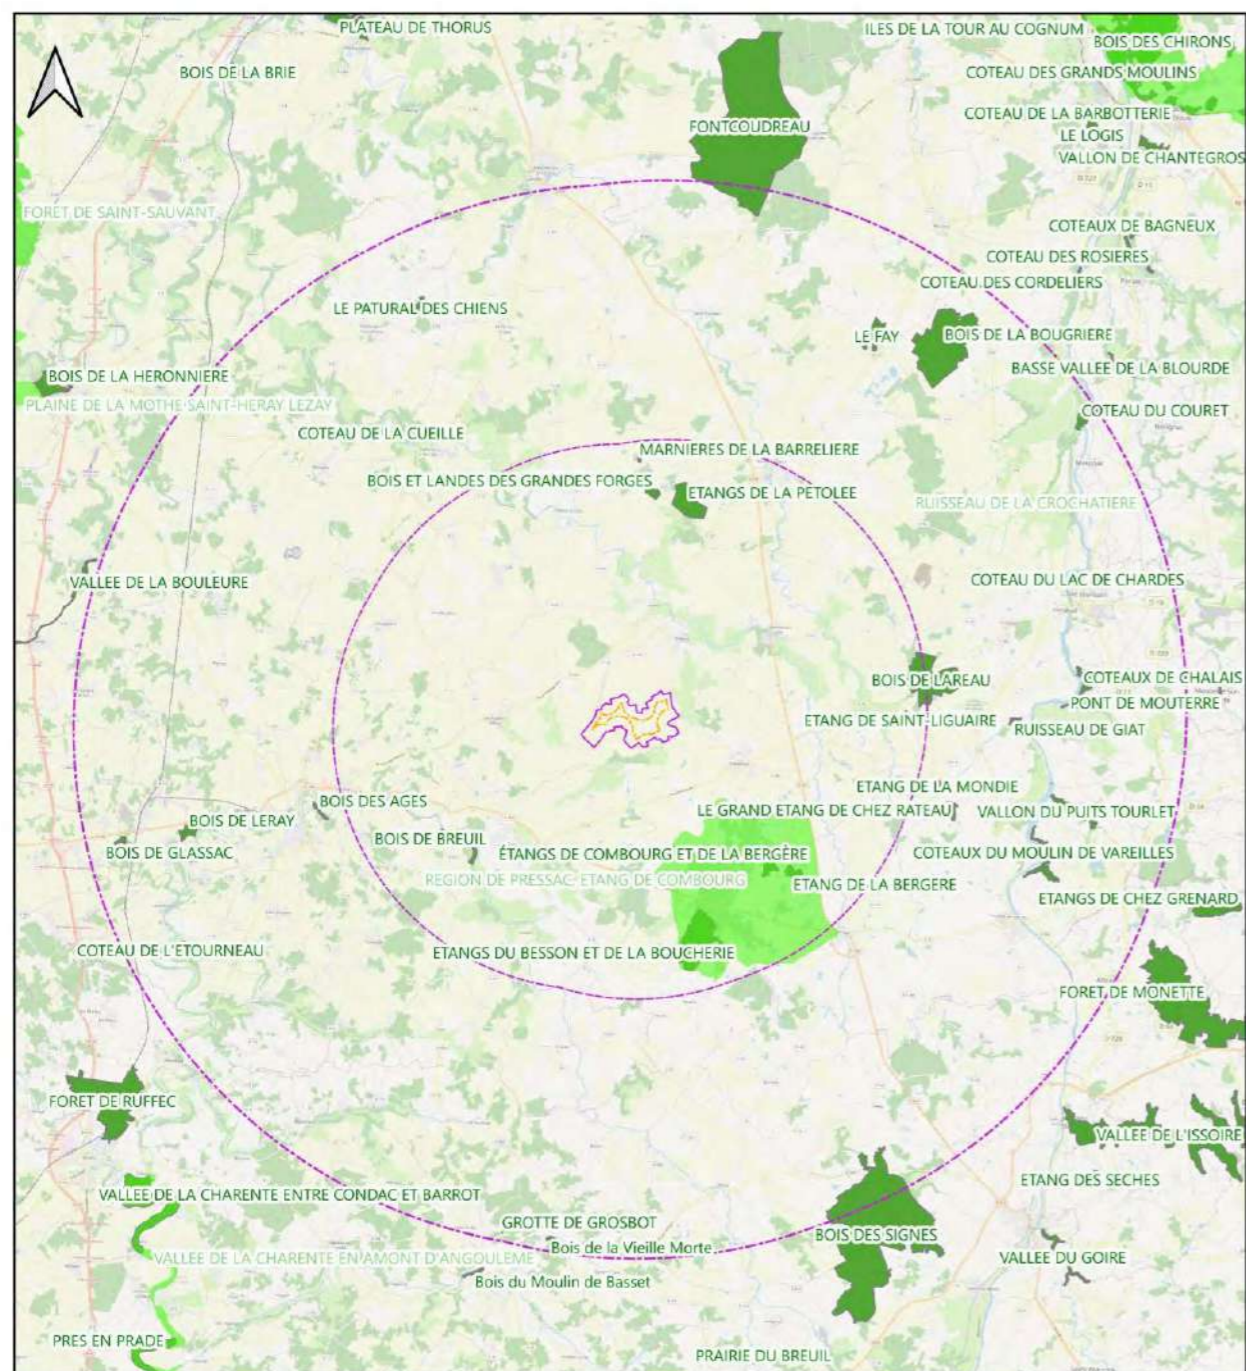 PLATEAU DE THORUS
ILES DE LA TOUR AU COGNUM
BOIS DES CHIRONS
BOIS DE LA BRIE
COTEAU DES GRANDS MOULINS
COTEAU DE LA BARBOTTERIE
FONTCOUDREAU
LE LOGIS
VALLON DE CHANTEGROS
FORET DE SAINT-SAUVANT
COTEAUX DE BAGNEUX
COTEAU DES ROSIERES
COTEAU DES CORDELIERS
LE PATURAL DES CHIENS
LE FAY
BOIS DE LA BOUGRIERE
BASSE VALLEE DE LA BLOURDE
BOIS DE LA HERONNIERE
PLAINE DE LA MOTHE SAINT-HERAY LEZAY
COTEAU DU COURET
COTEAU DE LA CUEILLE
MARNIERES DE LA BARRELIERE
BOIS ET LANDES DES GRANDES FORGES
ETANGS DE LA PETOLEE
RUISSEAU DE LA CROCHATIERE
VALLEE DE LA BOULEURE
COTEAU DU LAC DE CHARDES
BOIS DE LAREAU
COTEAUX DE CHALAIS
PONT DE MOUTERRE
ETANG DE SAINT-LIGUAIRE
RUISSEAU DE GIAT
ETANG DE LA MONDIE
BOIS DES AGES
LE GRAND ETANG DE CHEZ RATEAU
VALLON DU PUITS TOURLET
BOIS DE LERAY
BOIS DE BREUIL
BOIS DE GLASSAC
ÉTANGS DE COMBOURG ET DE LA BERGÈRE
COTEAUX DU MOULIN DE VAREILLES
REGION DE PRESSAC, ETANG DE COMBOURG
ETANG DE LA BERGERE
ETANGS DE CHEZ GRENARD
COTEAU DE L'ETOURNEAU
ETANGS DU BESSON ET DE LA BOUCHERIE
FORET DE MONETTE
FORET DE RUFFEC
VALLEE DE L'ISSOIRE
ETANG DES SECHES
VALLEE DE LA CHARENTE ENTRE CONDAC ET BARROT
GROTTE DE GROSBOT
BOIS DES SIGNES
Bois de la Vieille Morte
VALLEE DE LA CHARENTE EN AMONT D'ANGOULEME
VALLEE DU GOIRE
Bois du Moulin de Basset
PRES EN PRADE
PRAIRIE DU BREUIL